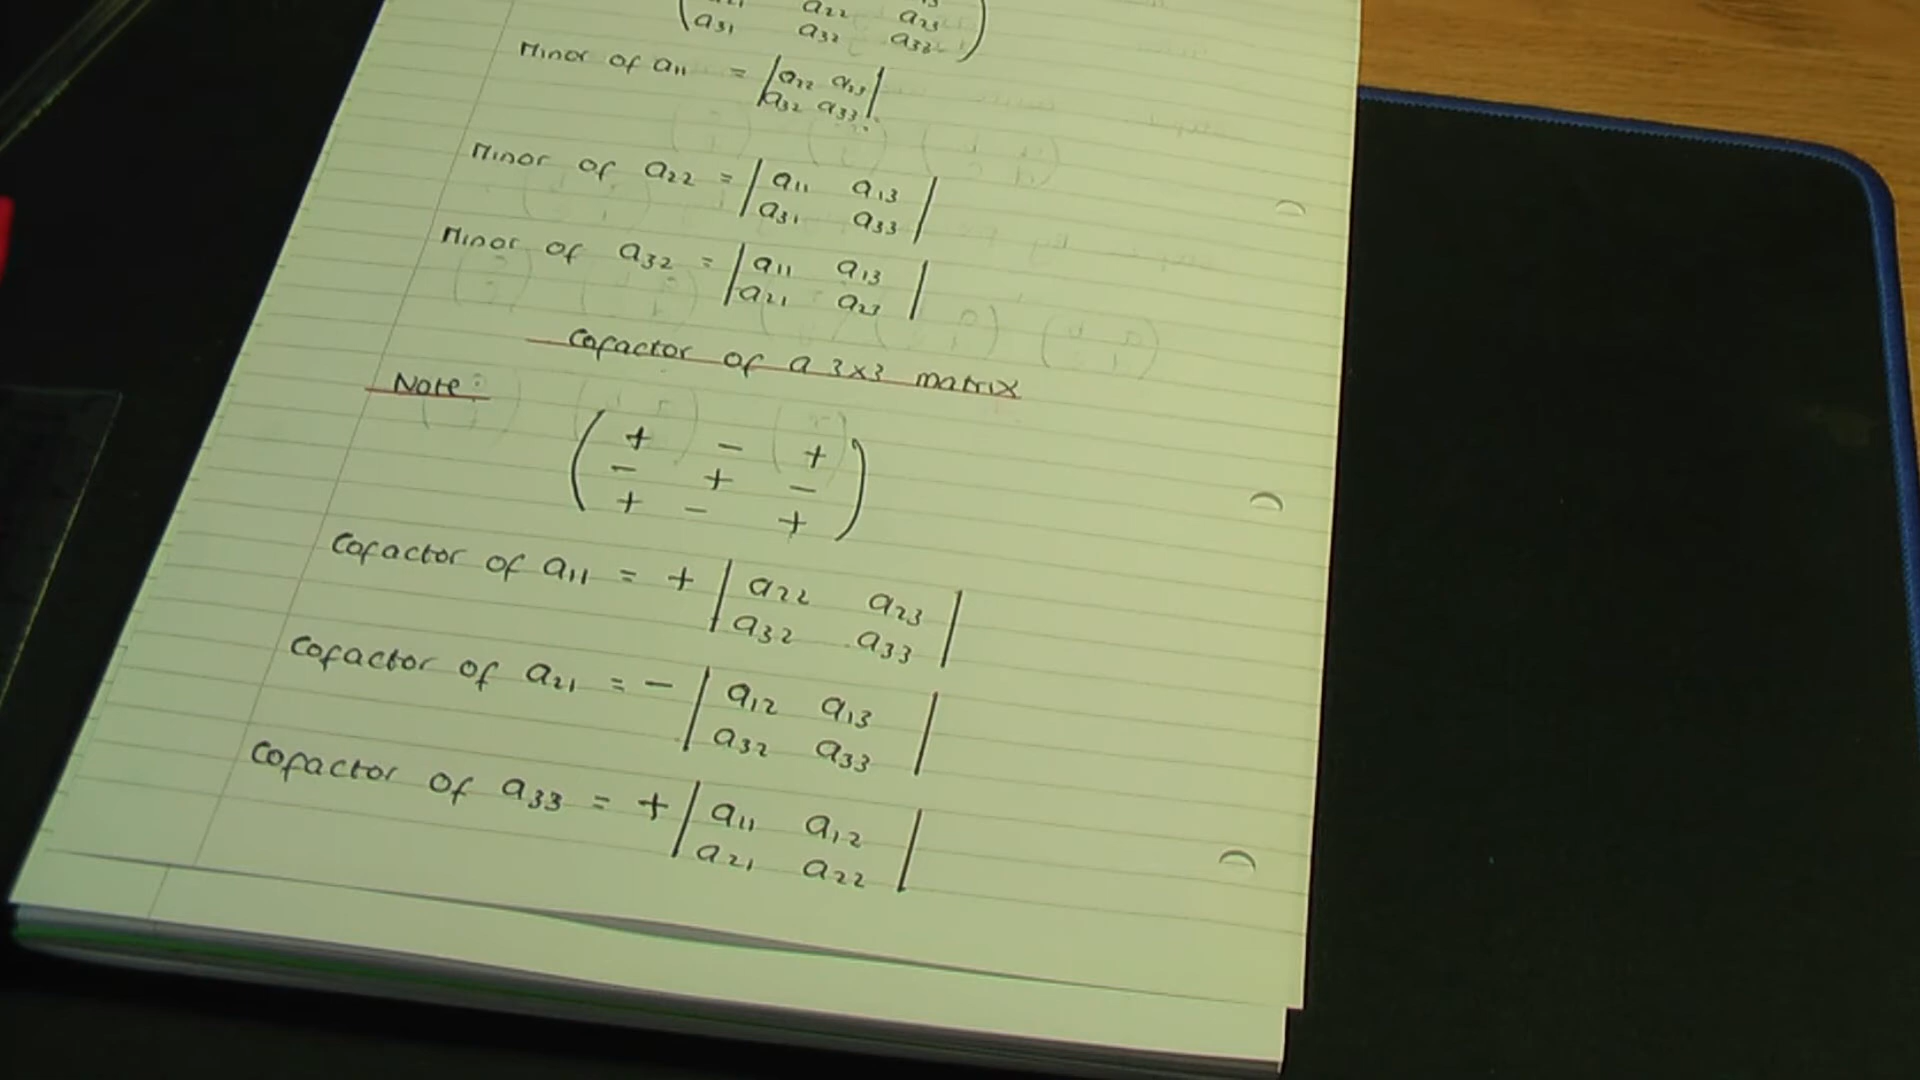 a22 a23
a31 a32 a33
Minor of a11 = |a22 a23|
|a32 a33|
Minor of a22 = |a11 a13|
|a31 a33|
Minor of a32 = |a11 a13|
|a21 a23|
Cofactor of a 3x3 matrix
Note:
(+ - +)
- + -
+ - +
Cofactor of a11 = + |a22 a23|
|a32 a33|
Cofactor of a21 = - |a12 a13|
|a32 a33|
Cofactor of a33 = + |a11 a12|
|a21 a22|